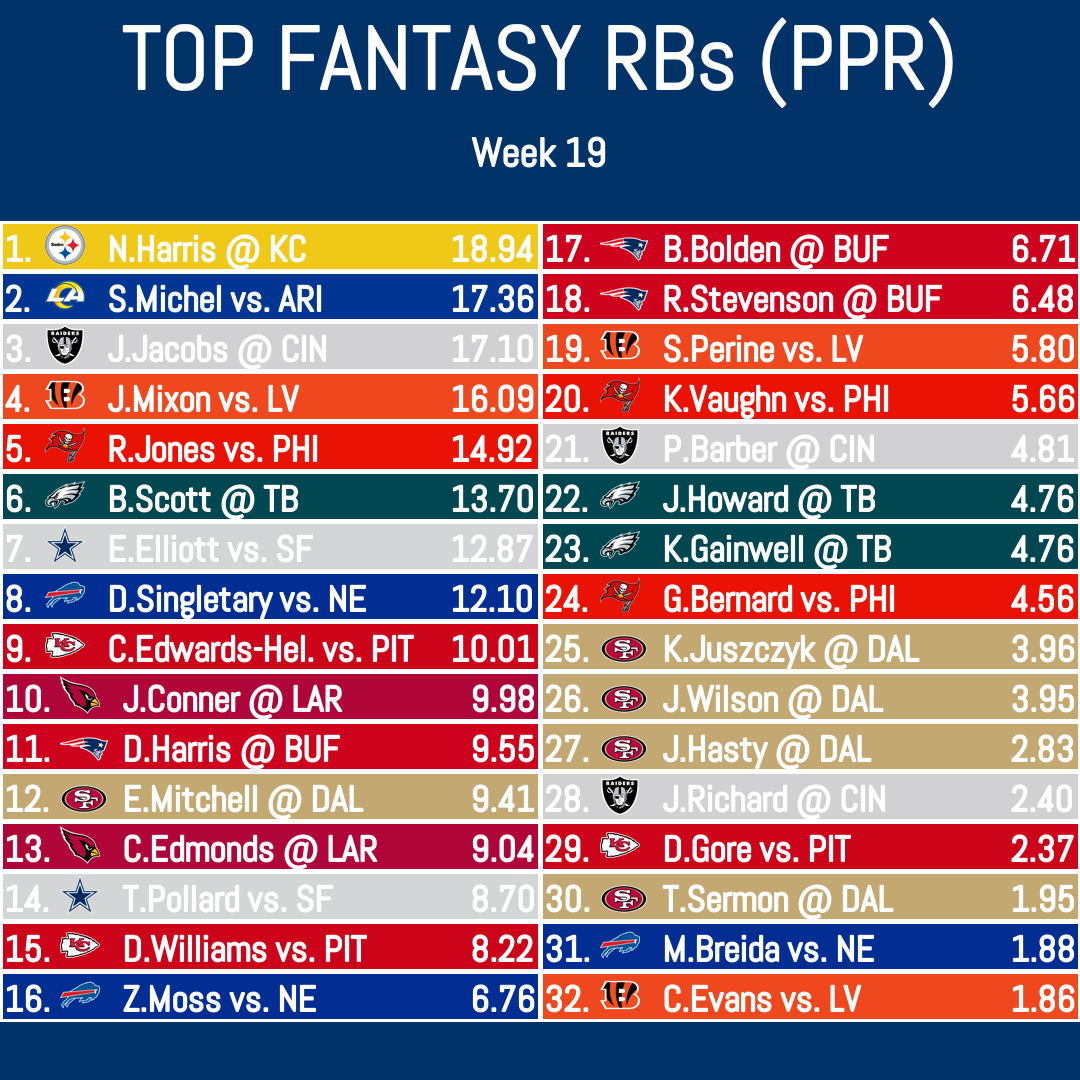 TOP FANTASY RBs (PPR)
Week 19
1. N.Harris @ KC 18.94
2. S.Michel vs. ARI 17.36
3. J.Jacobs @ CIN 17.10
4. J.Mixon vs. LV 16.09
5. R.Jones vs. PHI 14.92
6. B.Scott @ TB 13.70
7. E.Elliott vs. SF 12.87
8. D.Singletary vs. NE 12.10
9. C.Edwards-Hel. vs. PIT 10.01
10. J.Conner @ LAR 9.98
11. D.Harris @ BUF 9.55
12. E.Mitchell @ DAL 9.41
13. C.Edmonds @ LAR 9.04
14. T.Pollard vs. SF 8.70
15. D.Williams vs. PIT 8.22
16. Z.Moss vs. NE 6.76
17. B.Bolden @ BUF 6.71
18. R.Stevenson @ BUF 6.48
19. S.Perine vs. LV 5.80
20. K.Vaughn vs. PHI 5.66
21. P.Barber @ CIN 4.81
22. J.Howard @ TB 4.76
23. K.Gainwell @ TB 4.76
24. G.Bernard vs. PHI 4.56
25. K.Juszczyk @ DAL 3.96
26. J.Wilson @ DAL 3.95
27. J.Hasty @ DAL 2.83
28. J.Richard @ CIN 2.40
29. D.Gore vs. PIT 2.37
30. T.Sermon @ DAL 1.95
31. M.Breida vs. NE 1.88
32. C.Evans vs. LV 1.86